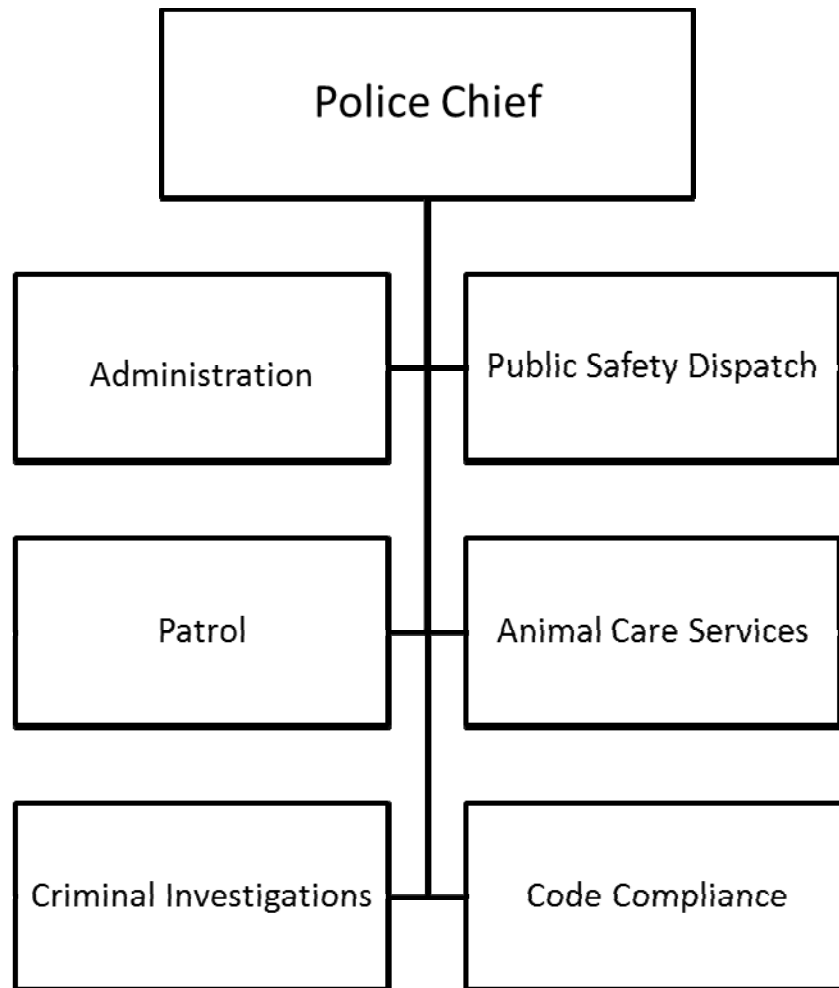 Police Chief
Administration
Public Safety Dispatch
Patrol
Animal Care Services
Criminal Investigations
Code Compliance